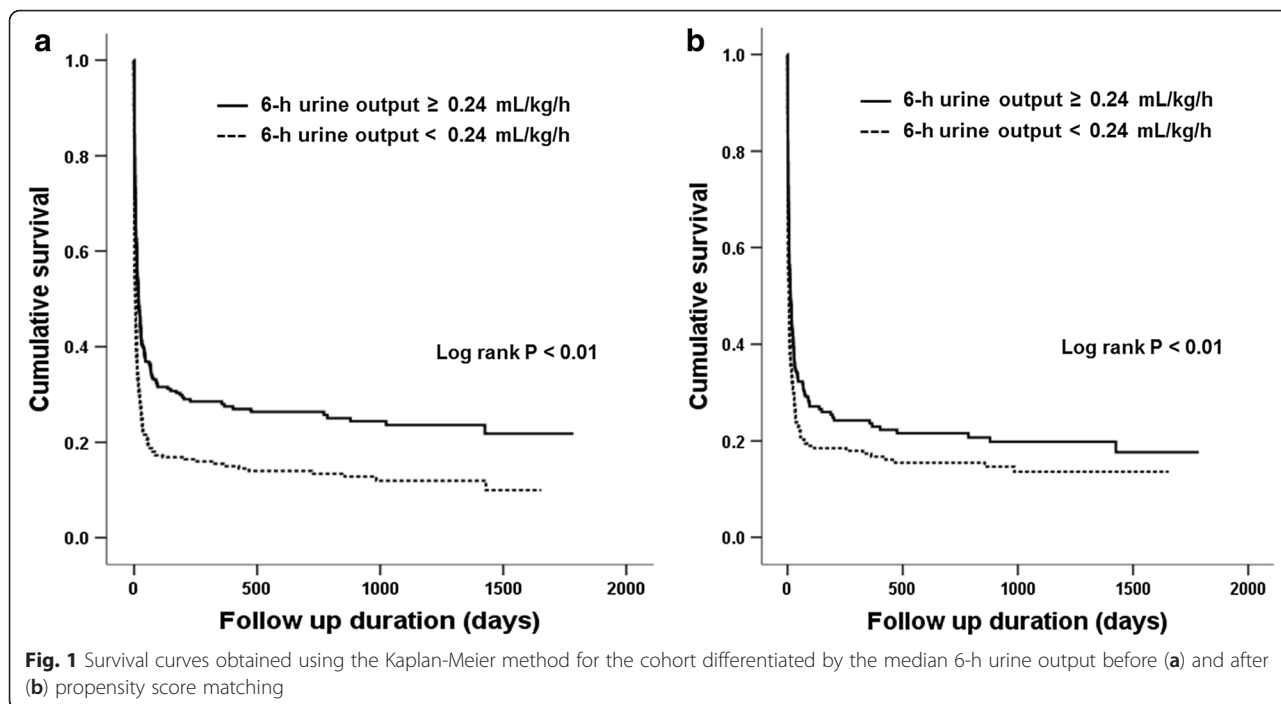 a
1.0
0.8
0.6
0.4
0.2
0.0
Cumulative survival
6-h urine output ≥ 0.24 mL/kg/h
6-h urine output < 0.24 mL/kg/h
Log rank P < 0.01
0 500 1000 1500 2000
Follow up duration (days)
b
1.0
0.8
0.6
0.4
0.2
0.0
Cumulative survival
6-h urine output ≥ 0.24 mL/kg/h
6-h urine output < 0.24 mL/kg/h
Log rank P < 0.01
0 500 1000 1500 2000
Follow up duration (days)
Fig. 1 Survival curves obtained using the Kaplan-Meier method for the cohort differentiated by the median 6-h urine output before (a) and after
(b) propensity score matching